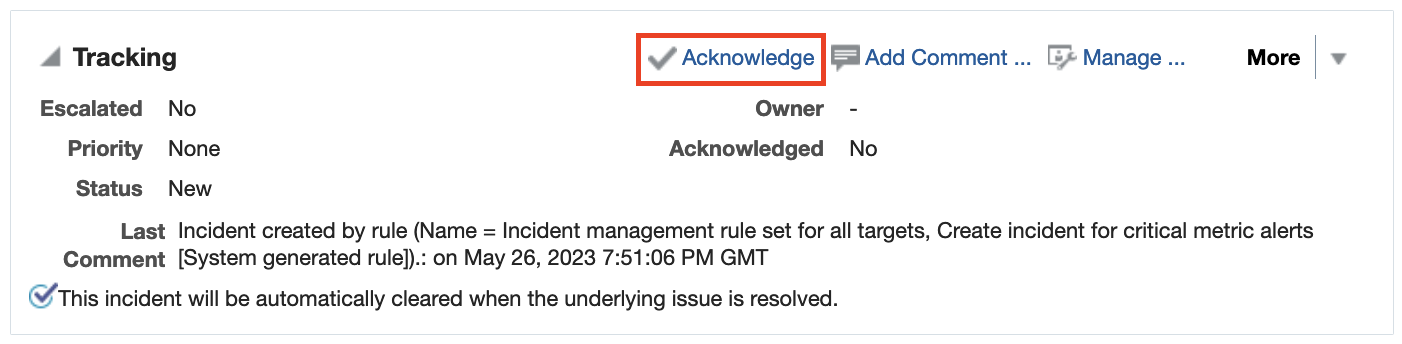 Tracking Acknowledge Add Comment ... Manage ... More
Escalated No Owner -
Priority None Acknowledged No
Status New
Last Incident created by rule (Name = Incident management rule set for all targets, Create incident for critical metric alerts
Comment [System generated rule]).: on May 26, 2023 7:51:06 PM GMT
This incident will be automatically cleared when the underlying issue is resolved.